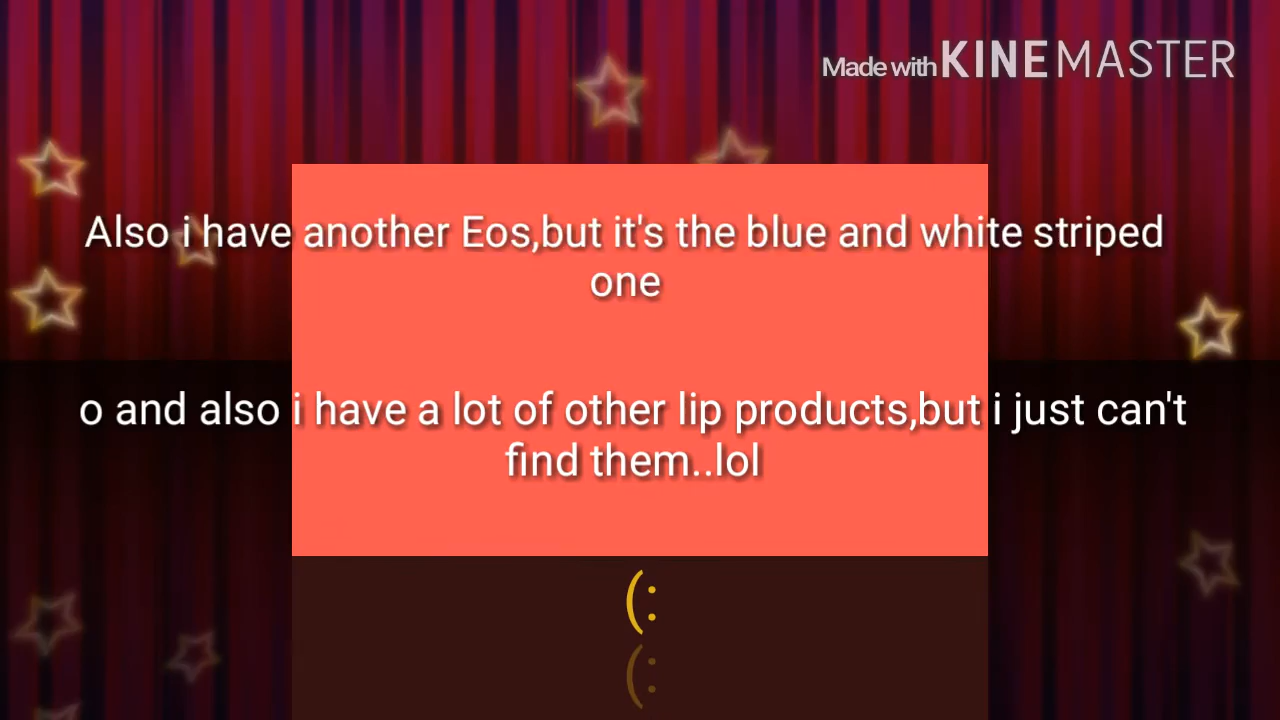 Made with KINEMASTER
Also i have another Eos,but it's the blue and white striped
one
o and also i have a lot of other lip products,but i just can't
find them..lol
(:
(: